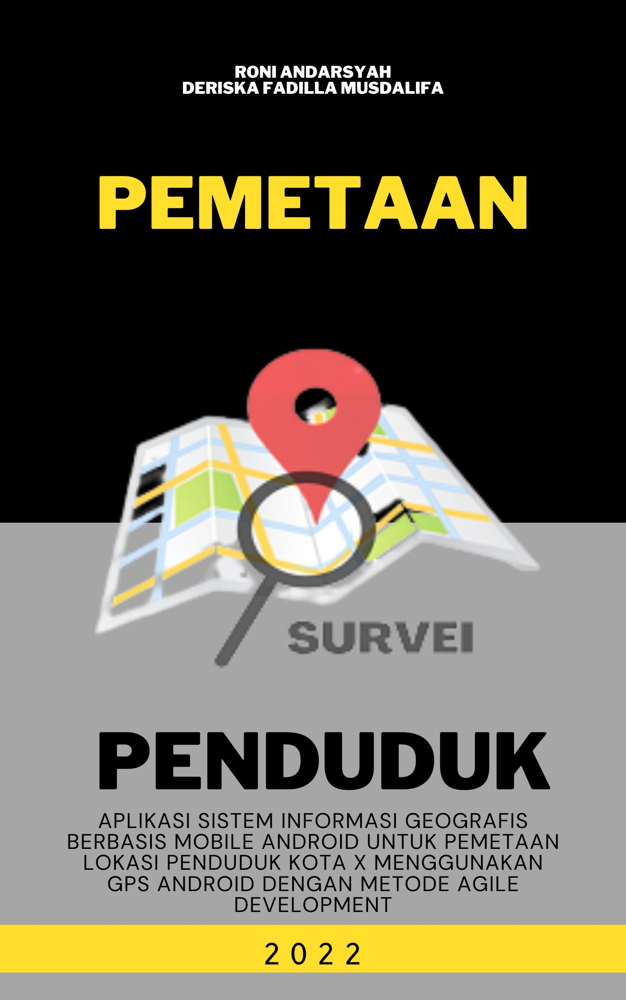 RONI ANDARSYAH
DERISKA FADILLA MUSDALIFA
PEMETAAN
SURVEI
PENDUDUK
APLIKASI SISTEM INFORMASI GEOGRAFIS
BERBASIS MOBILE ANDROID UNTUK PEMETAAN
LOKASI PENDUDUK KOTA X MENGGUNAKAN
GPS ANDROID DENGAN METODE AGILE
DEVELOPMENT
2022